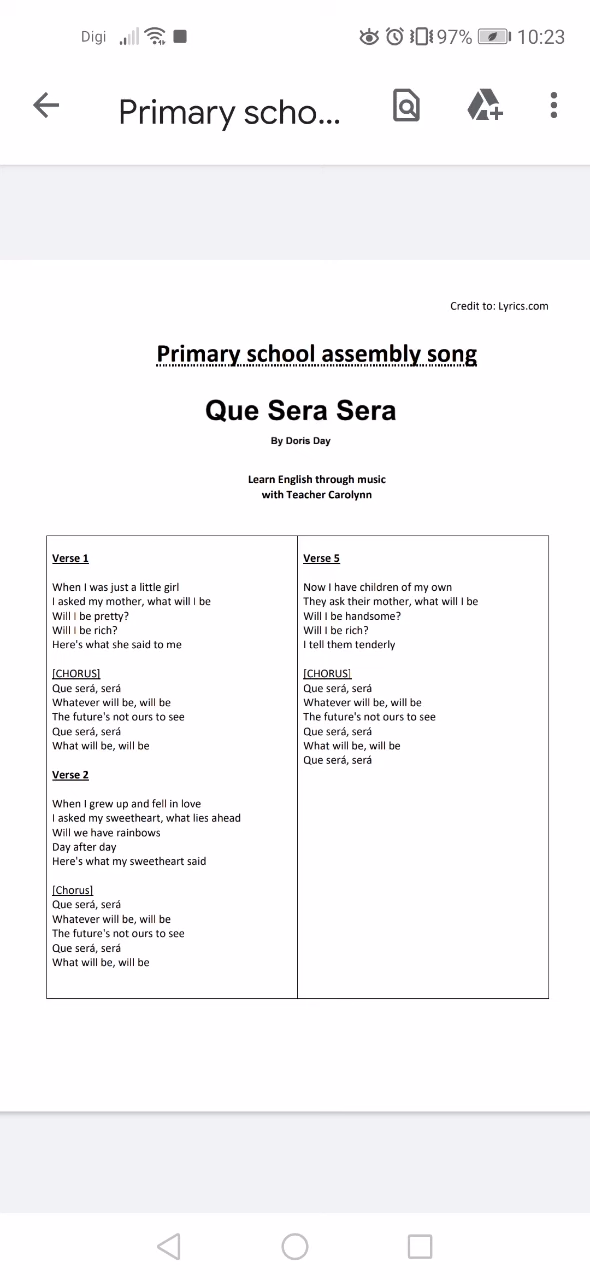 Digi 97% 10:23
Primary scho...
Credit to: Lyrics.com
Primary school assembly song
Que Sera Sera
By Doris Day
Learn English through music
with Teacher Carolynn
Verse 1
When I was just a little girl
I asked my mother, what will I be
Will I be pretty?
Will I be rich?
Here's what she said to me
[CHORUS]
Que será, será
Whatever will be, will be
The future's not ours to see
Que será, será
What will be, will be
Verse 2
When I grew up and fell in love
I asked my sweetheart, what lies ahead
Will we have rainbows
Day after day
Here's what my sweetheart said
[Chorus]
Que será, será
Whatever will be, will be
The future's not ours to see
Que será, será
What will be, will be
Verse 5
Now I have children of my own
They ask their mother, what will I be
Will I be handsome?
Will I be rich?
I tell them tenderly
[CHORUS]
Que será, será
Whatever will be, will be
The future's not ours to see
Que será, será
What will be, will be
Que será, será